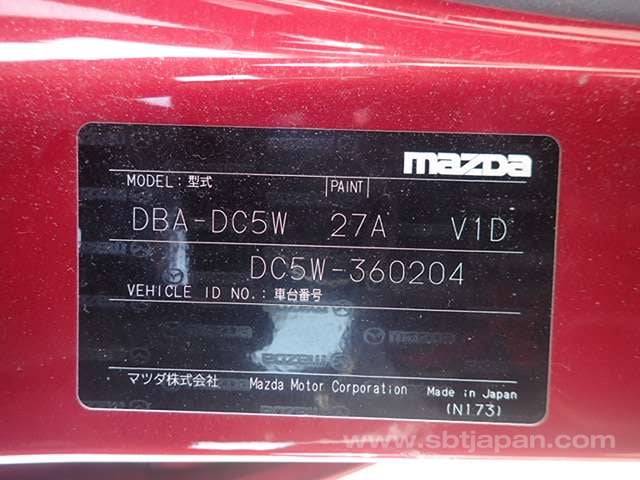 mazda
MODEL: 型式 PAINT
DBA-DC5W 27A V1D
DC5W-360204
VEHICLE ID NO.: 車台番号
マツダ株式会社 Mazda Motor Corporation Made in Japan
(N173)
www.sbtjapan.com